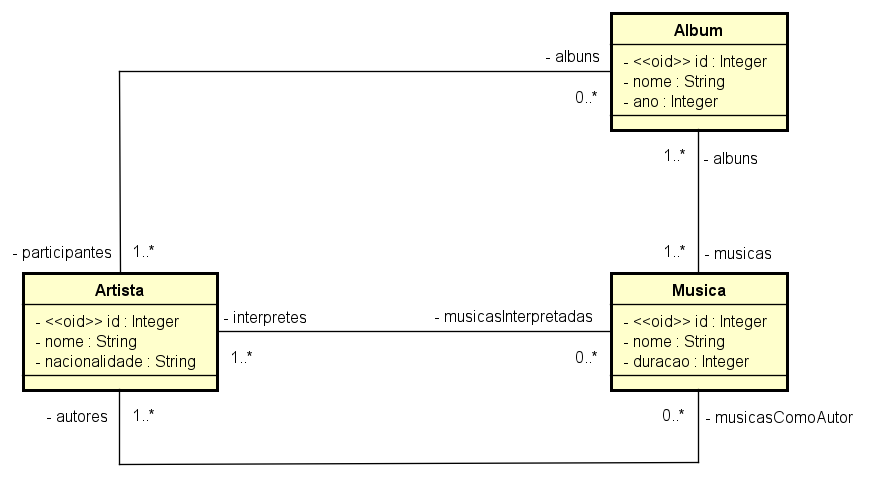 Album
- <<oid>> id : Integer
- nome : String
- ano : Integer
- albuns
0..*
1..*
- albuns
- participantes
1..*
1..*
- musicas
Artista
- <<oid>> id : Integer
- nome : String
- nacionalidade : String
- interpretes
1..*
- musicasInterpretadas
0..*
Musica
- <<oid>> id : Integer
- nome : String
- duracao : Integer
- autores
1..*
0..*
- musicasComoAutor